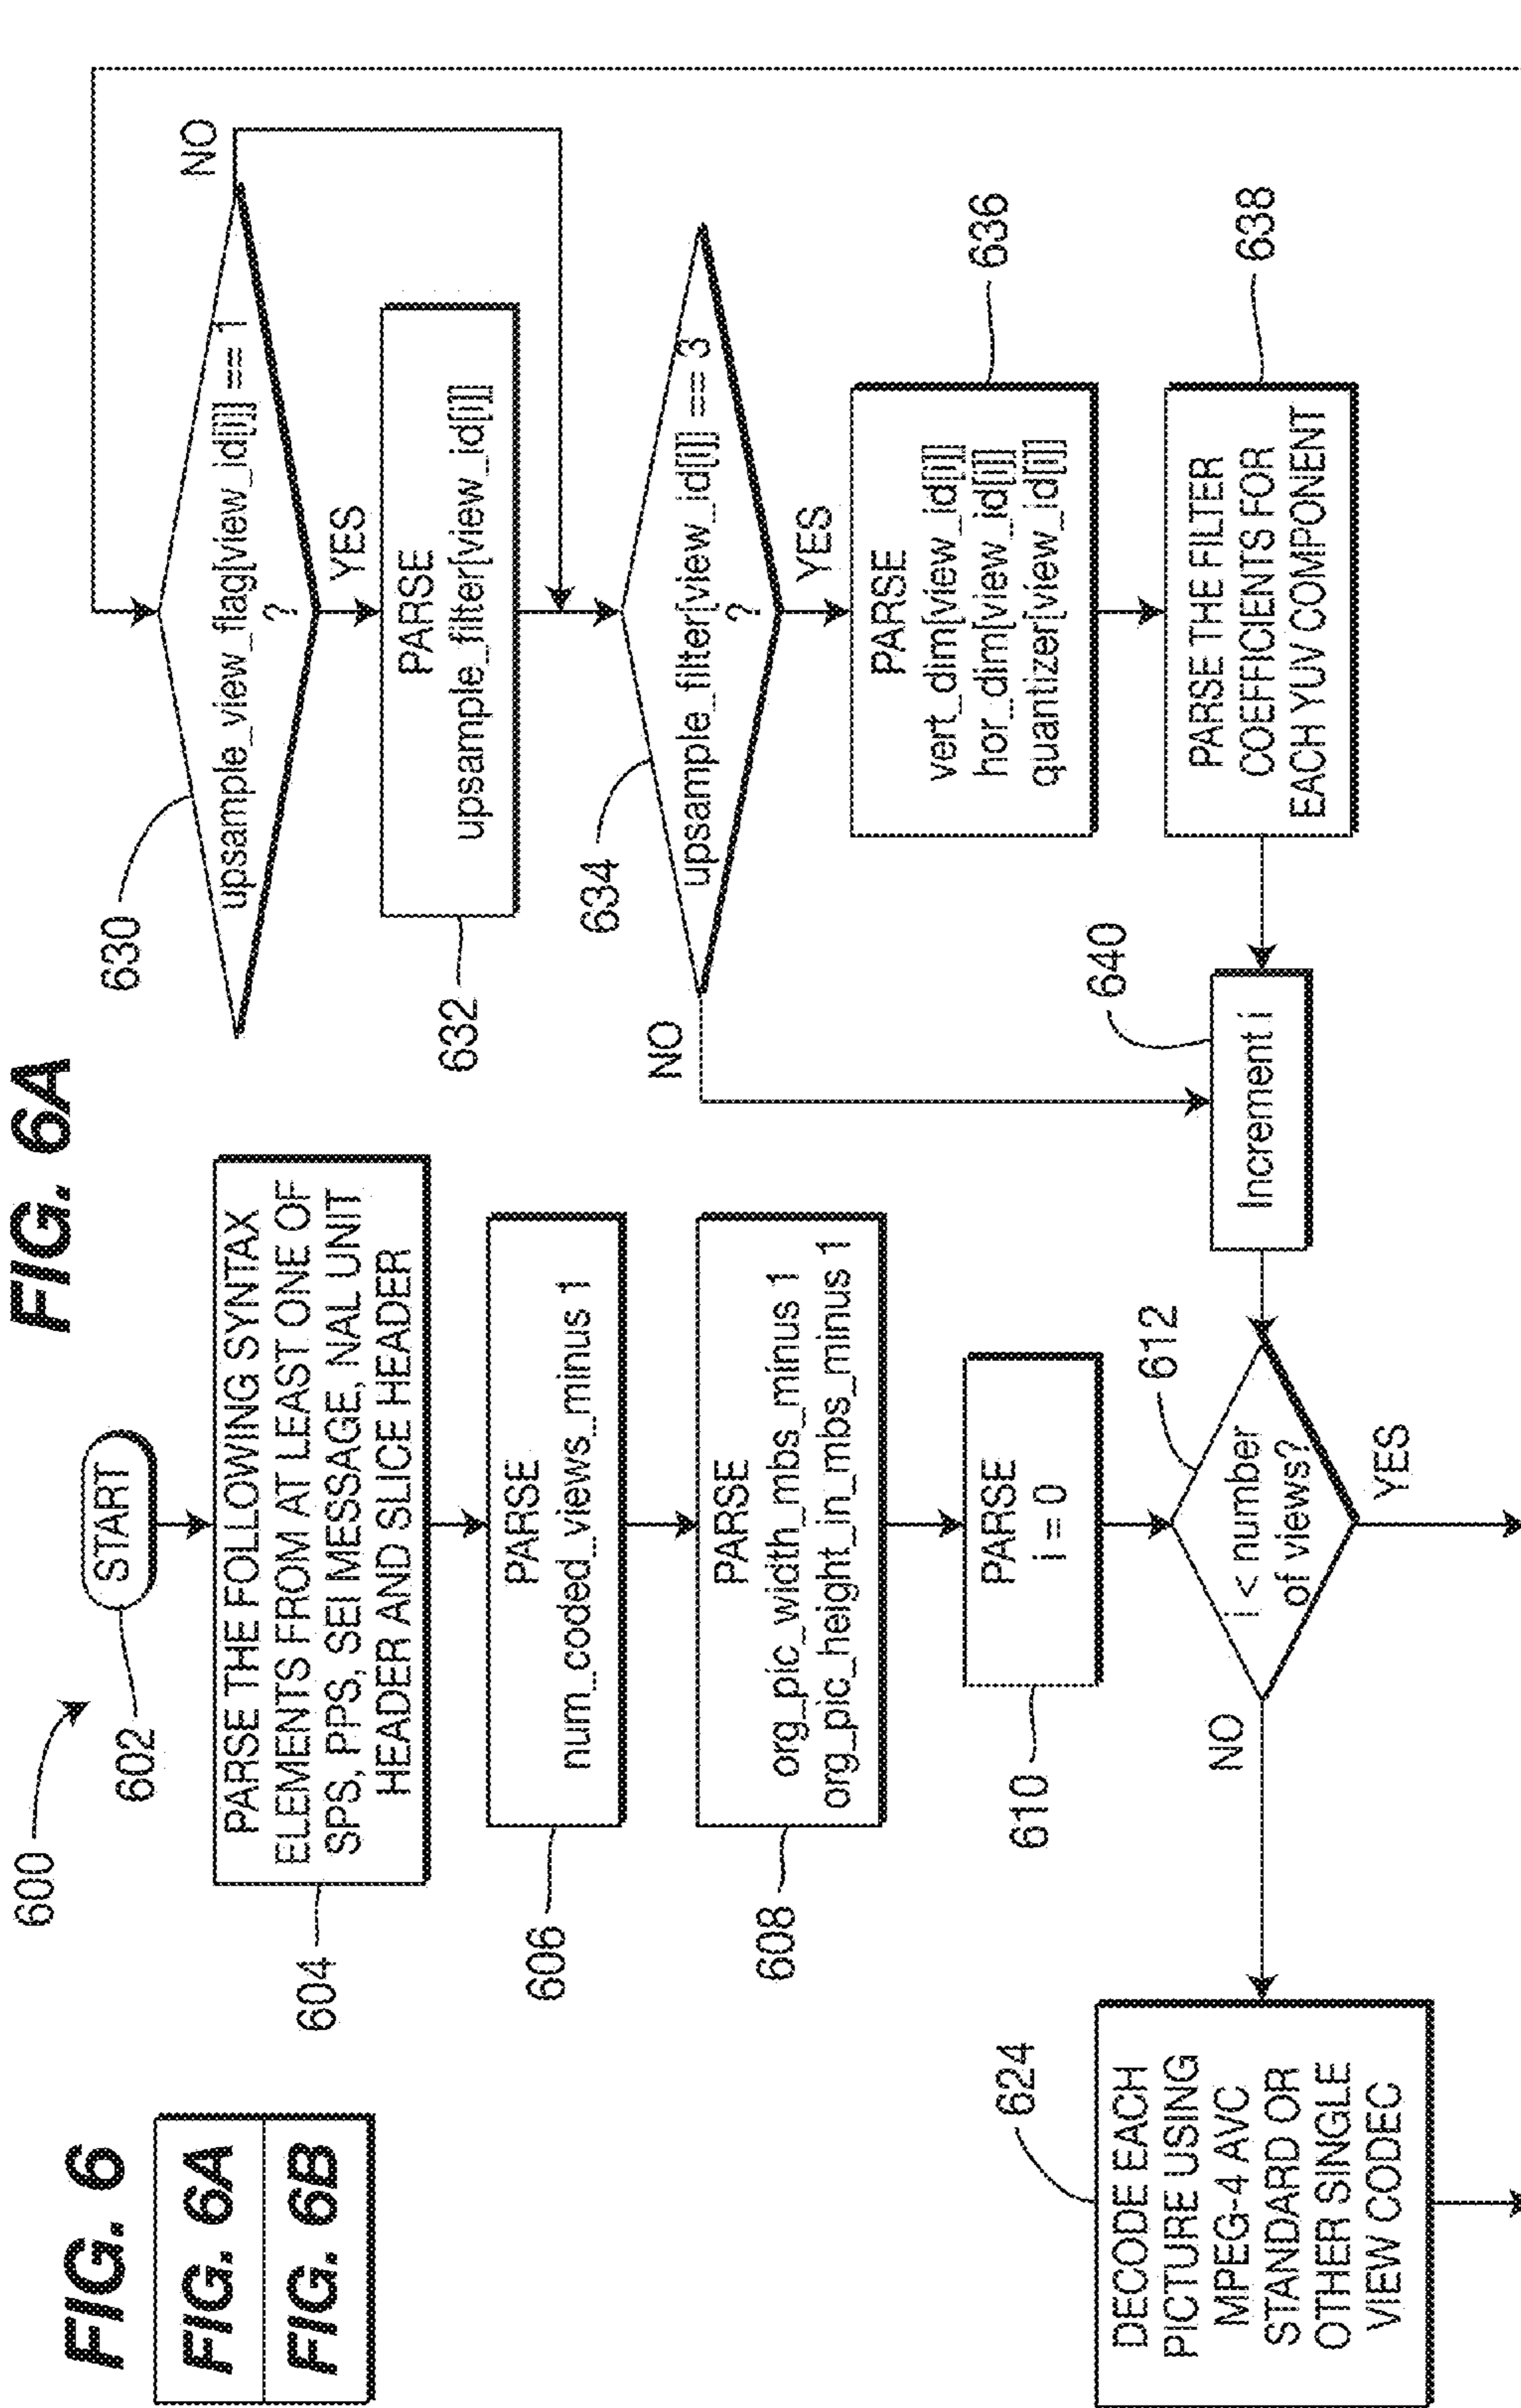 FIG. 6
FIG. 6A
FIG. 6B
FIG. 6A
600
602
START
604
PARSE THE FOLLOWING SYNTAX
ELEMENTS FROM AT LEAST ONE OF
SPS, PPS, SEI MESSAGE, NAL UNIT
HEADER AND SLICE HEADER
606
PARSE
num_coded_views_minus 1
608
PARSE
org_pic_width_mbs_minus 1
org_pic_height_in_mbs_minus 1
610
PARSE
i = 0
612
i < number
of views?
NO
YES
624
DECODE EACH
PICTURE USING
MPEG-4 AVC
STANDARD OR
OTHER SINGLE
VIEW CODEC
630
upsample_view_flag[view_id[i]] == 1
?
NO
YES
632
PARSE
upsample_filter[view_id[i]]
634
upsample_filter[view_id[i]] == 3
?
NO
YES
636
PARSE
vert_dim[view_id[i]]
hor_dim[view_id[i]]
quantizer[view_id[i]]
638
PARSE THE FILTER
COEFFICIENTS FOR
EACH YUV COMPONENT
640
Increment i